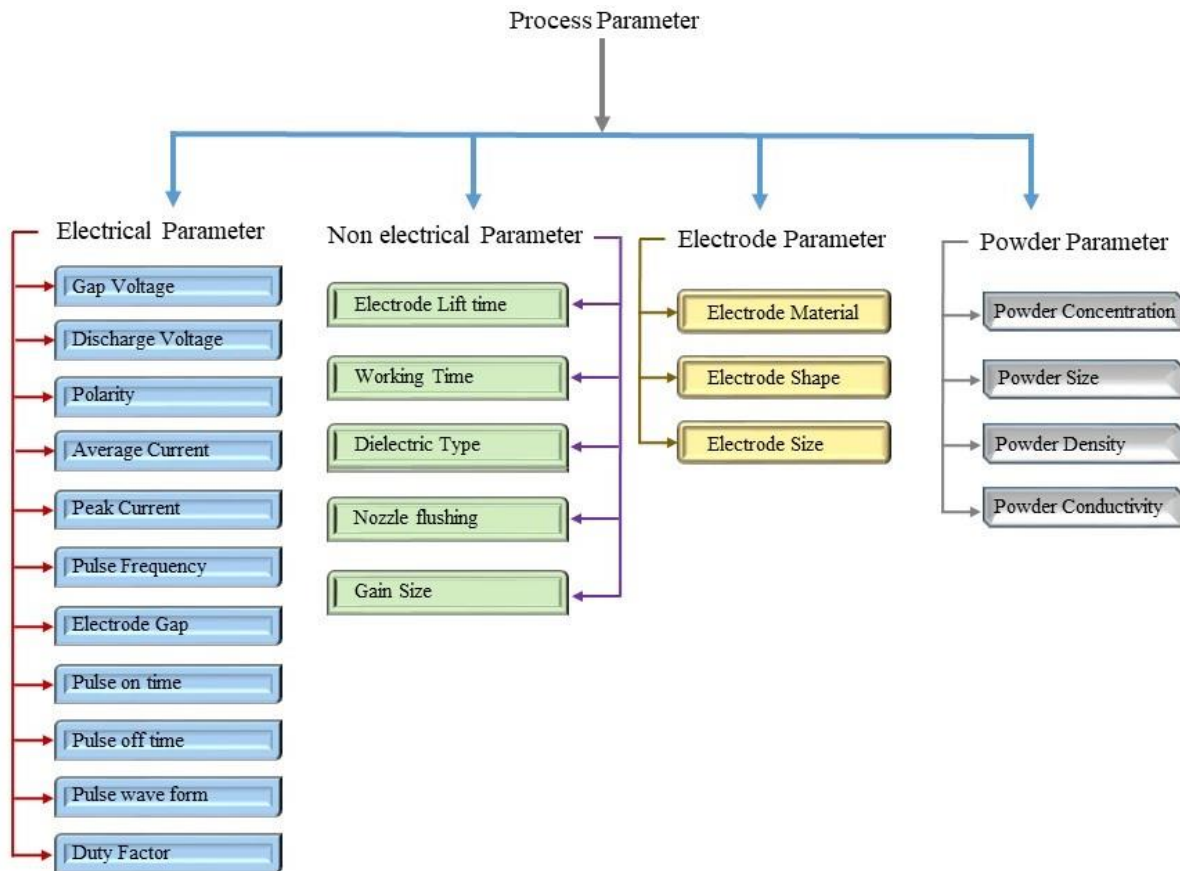 Process Parameter
Electrical Parameter
Gap Voltage
Discharge Voltage
Polarity
Average Current
Peak Current
Pulse Frequency
Electrode Gap
Pulse on time
Pulse off time
Pulse wave form
Duty Factor
Non electrical Parameter
Electrode Lift time
Working Time
Dielectric Type
Nozzle flushing
Gain Size
Electrode Parameter
Electrode Material
Electrode Shape
Electrode Size
Powder Parameter
Powder Concentration
Powder Size
Powder Density
Powder Conductivity